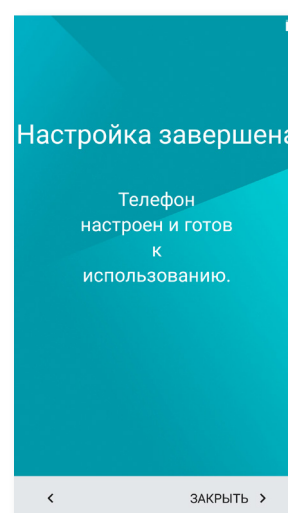 Настройка завершена
Телефон
настроен и готов
к
использованию.
ЗАКРЫТЬ